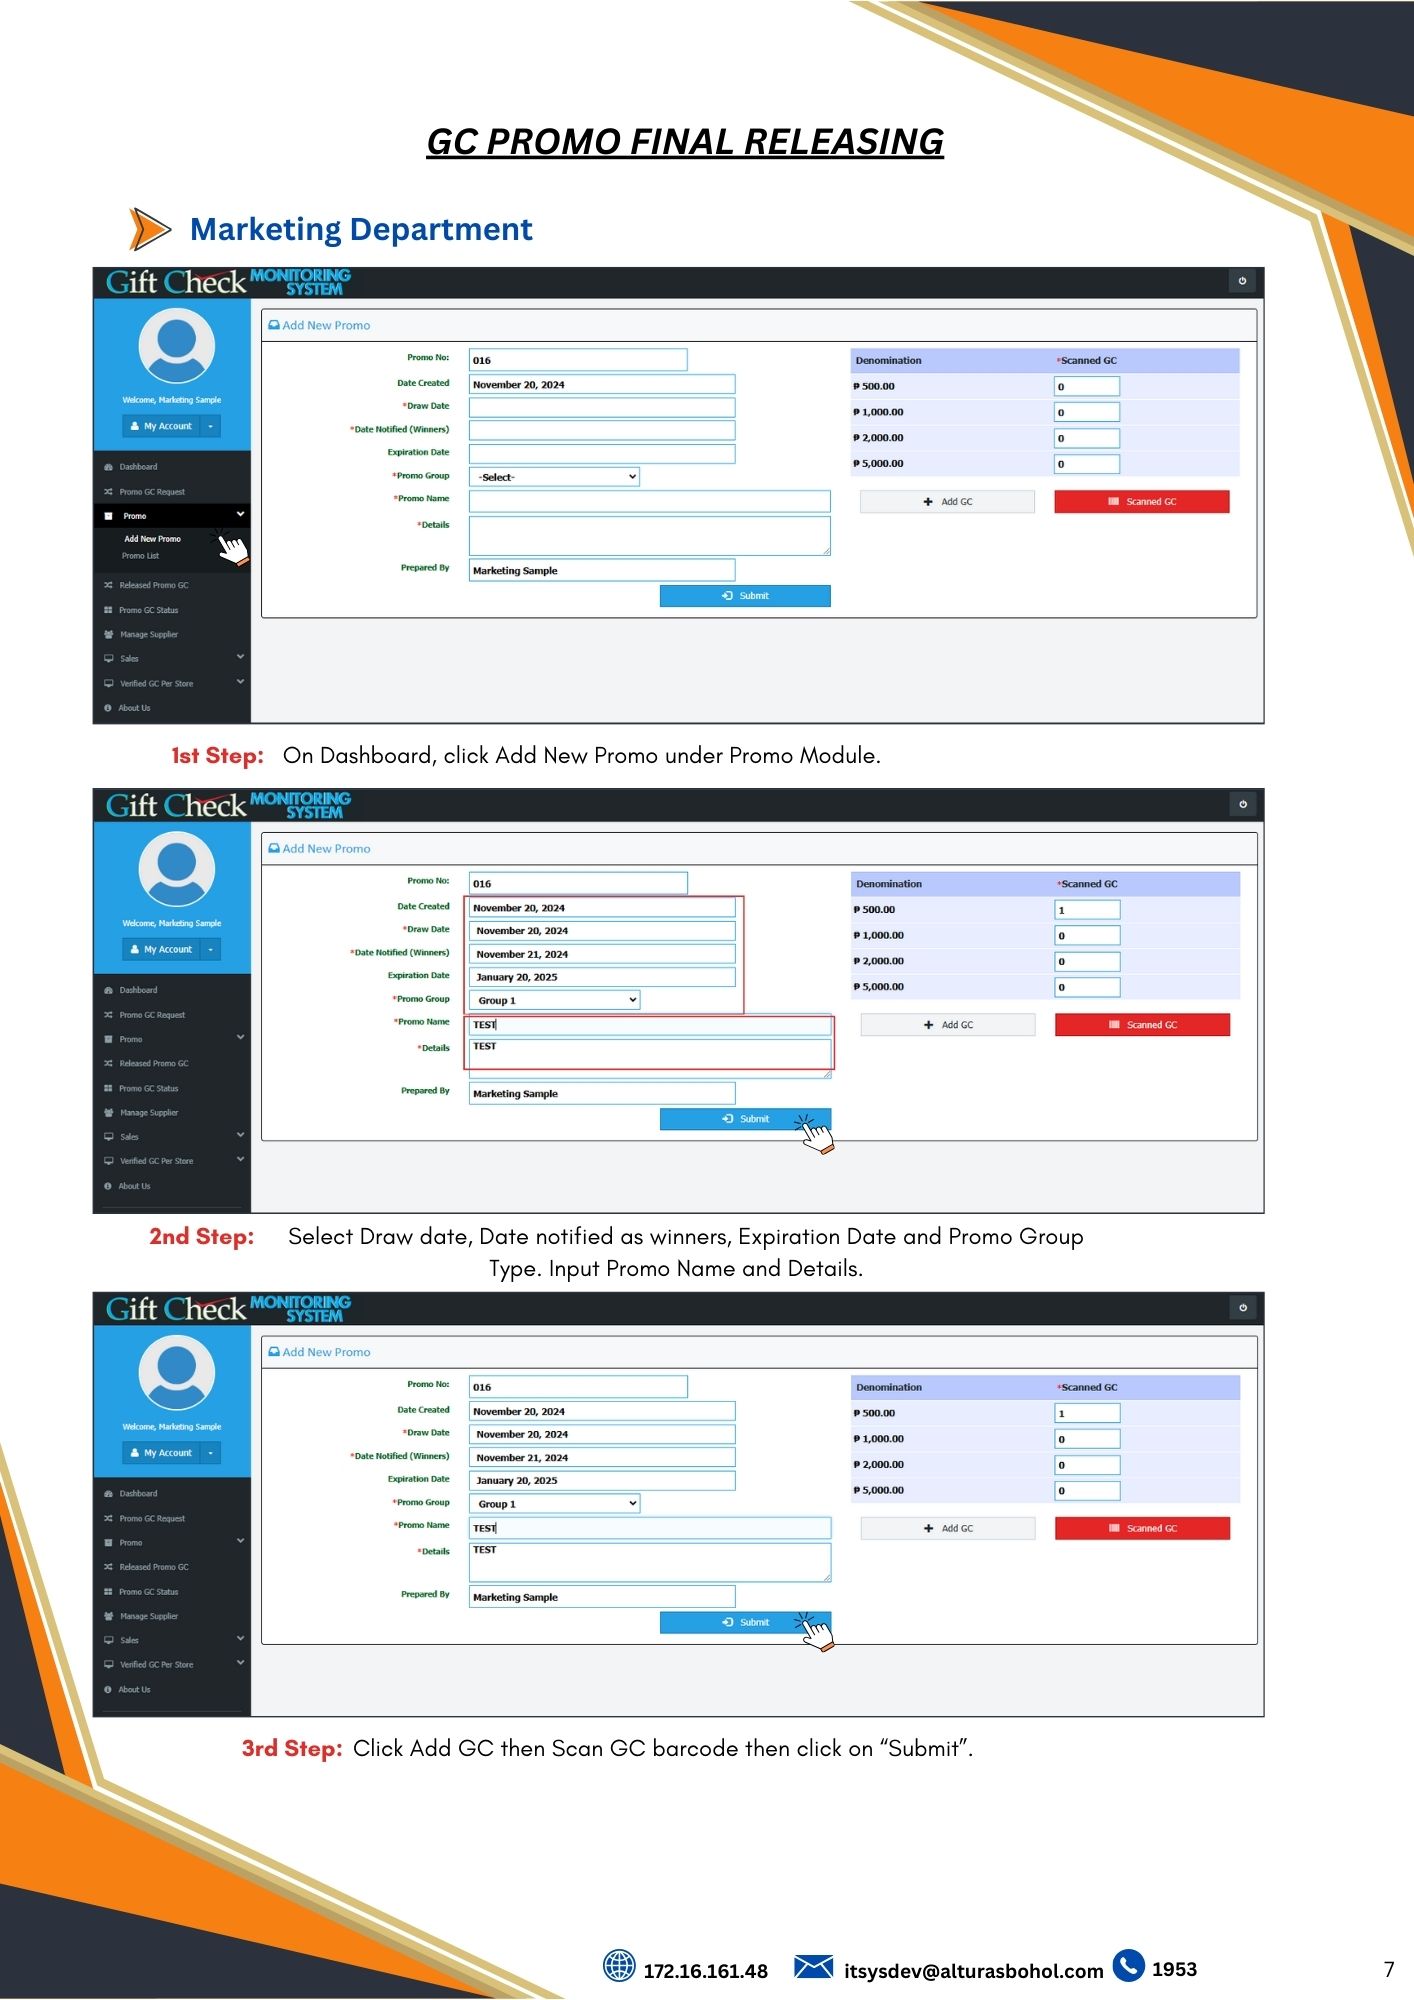 GC PROMO FINAL RELEASING
Marketing Department
Gift Check MONITORING SYSTEM
Welcome, Marketing Sample
My Account
Dashboard
Promo GC Request
Promo
Add New Promo
Promo List
Released Promo GC
Promo GC Status
Manage Supplier
Sales
Verified GC Per Store
About Us
Add New Promo
Promo No: 016
Date Created November 20, 2024
*Draw Date
*Date Notified (Winners)
Expiration Date
*Promo Group -Select-
*Promo Name
*Details
Prepared By Marketing Sample
Submit
Denomination *Scanned GC
₱ 500.00 0
₱ 1,000.00 0
₱ 2,000.00 0
₱ 5,000.00 0
Add GC Scanned GC
1st Step: On Dashboard, click Add New Promo under Promo Module.
Gift Check MONITORING SYSTEM
Welcome, Marketing Sample
My Account
Dashboard
Promo GC Request
Promo
Released Promo GC
Promo GC Status
Manage Supplier
Sales
Verified GC Per Store
About Us
Add New Promo
Promo No: 016
Date Created November 20, 2024
*Draw Date November 20, 2024
*Date Notified (Winners) November 21, 2024
Expiration Date January 20, 2025
*Promo Group Group 1
*Promo Name TEST
*Details TEST
Prepared By Marketing Sample
Submit
Denomination *Scanned GC
₱ 500.00 1
₱ 1,000.00 0
₱ 2,000.00 0
₱ 5,000.00 0
Add GC Scanned GC
2nd Step: Select Draw date, Date notified as winners, Expiration Date and Promo Group
Type. Input Promo Name and Details.
Gift Check MONITORING SYSTEM
Welcome, Marketing Sample
My Account
Dashboard
Promo GC Request
Promo
Released Promo GC
Promo GC Status
Manage Supplier
Sales
Verified GC Per Store
About Us
Add New Promo
Promo No: 016
Date Created November 20, 2024
*Draw Date November 20, 2024
*Date Notified (Winners) November 21, 2024
Expiration Date January 20, 2025
*Promo Group Group 1
*Promo Name TEST
*Details TEST
Prepared By Marketing Sample
Submit
Denomination *Scanned GC
₱ 500.00 1
₱ 1,000.00 0
₱ 2,000.00 0
₱ 5,000.00 0
Add GC Scanned GC
3rd Step: Click Add GC then Scan GC barcode then click on “Submit”.
172.16.161.48 itsysdev@alturasbohol.com 1953
7